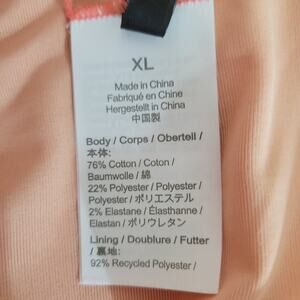 XL
Made in China
Fabriqué en Chine
Hergestellt in China
中国製
Body / Corps / Oberteil /
本体:
76% Cotton / Coton /
Baumwolle / 綿
22% Polyester / Polyester /
Polyester / ポリエステル
2% Elastane / Élasthanne /
Elastan / ポリウレタン
Lining / Doublure / Futter
/ 裏地:
92% Recycled Polyester /